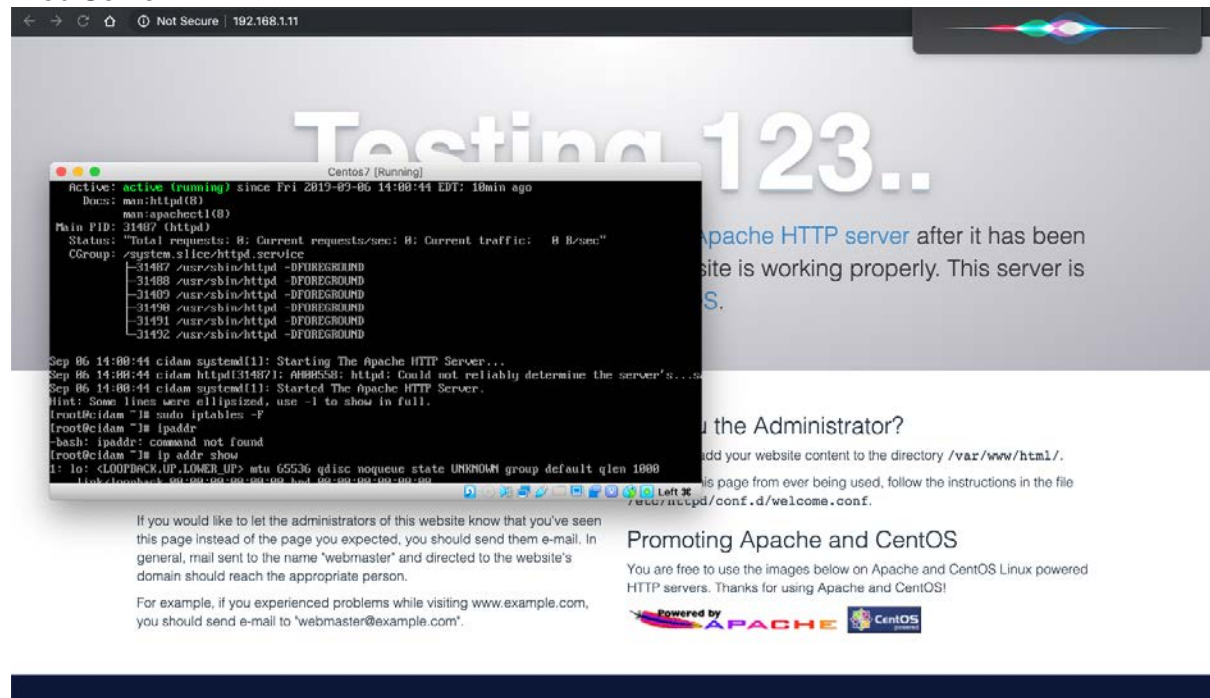 Not Secure | 192.168.1.11
Testing 123..
Centos7 [Running]
Active: active (running) since Fri 2019-09-06 14:00:44 EDT; 10min ago
Docs: man:httpd(8)
man:apachectl(8)
Main PID: 31487 (httpd)
Status: "Total requests: 0; Current requests/sec: 0; Current traffic: 0 B/sec"
CGroup: /system.slice/httpd.service
├─31487 /usr/sbin/httpd -DFOREGROUND
├─31488 /usr/sbin/httpd -DFOREGROUND
├─31489 /usr/sbin/httpd -DFOREGROUND
├─31490 /usr/sbin/httpd -DFOREGROUND
├─31491 /usr/sbin/httpd -DFOREGROUND
└─31492 /usr/sbin/httpd -DFOREGROUND
Sep 06 14:00:44 cidam systemd[1]: Starting The Apache HTTP Server...
Sep 06 14:00:44 cidam httpd[31487]: AH00558: httpd: Could not reliably determine the server's...
Sep 06 14:00:44 cidam systemd[1]: Started The Apache HTTP Server.
Hint: Some lines were ellipsized, use -l to show in full.
[root@cidam ~]# sudo iptables -F
[root@cidam ~]# ipaddr
-bash: ipaddr: command not found
[root@cidam ~]# ip addr show
1: lo: <LOOPBACK,UP,LOWER_UP> mtu 65536 qdisc noqueue state UNKNOWN group default qlen 1000
Left ⌘
Apache HTTP server after it has been
site is working properly. This server is
S.
the Administrator?
add your website content to the directory /var/www/html/.
is page from ever being used, follow the instructions in the file
/etc/httpd/conf.d/welcome.conf.
If you would like to let the administrators of this website know that you've seen
this page instead of the page you expected, you should send them e-mail. In
general, mail sent to the name "webmaster" and directed to the website's
domain should reach the appropriate person.
For example, if you experienced problems while visiting www.example.com,
you should send e-mail to "webmaster@example.com".
Promoting Apache and CentOS
You are free to use the images below on Apache and CentOS Linux powered
HTTP servers. Thanks for using Apache and CentOS!
Powered by
APACHE
CentOS
powered